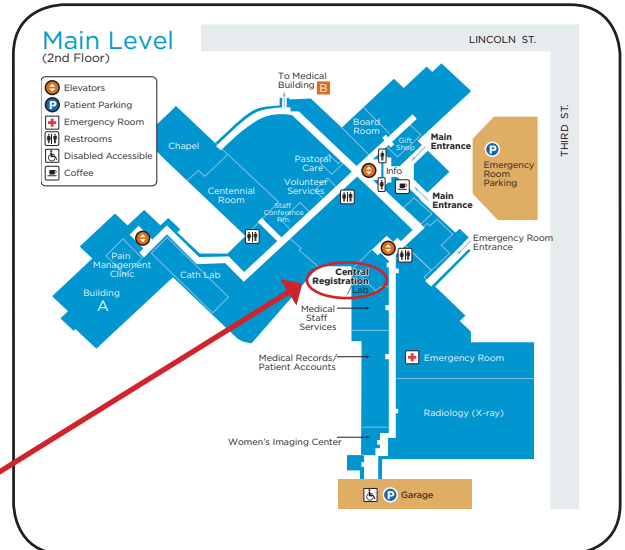 Main Level
(2nd Floor)
LINCOLN ST.
THIRD ST.
Elevators
P Patient Parking
Emergency Room
Restrooms
Disabled Accessible
Coffee
To Medical
Building B
Board
Room
Gift
Shop
Main
Entrance
P
Emergency
Room
Parking
Chapel
Pastoral
Care
Info
Volunteer
Services
Main
Entrance
Centennial
Room
Staff
Conference
Rm.
Emergency Room
Entrance
Pain
Management
Clinic
Cath Lab
Building
A
Central
Registration
Lab
Medical
Staff
Services
Medical Records/
Patient Accounts
Emergency Room
Radiology (X-ray)
Women's Imaging Center
P Garage